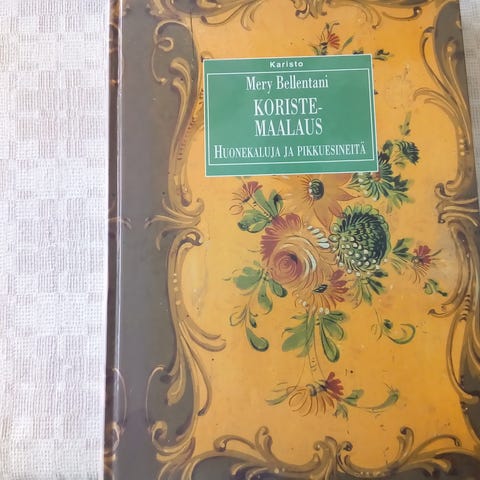 Karisto
Mery Bellentani
KORISTE-
MAALAUS
HUONEKALUJA JA PIKKUESINEITÄ